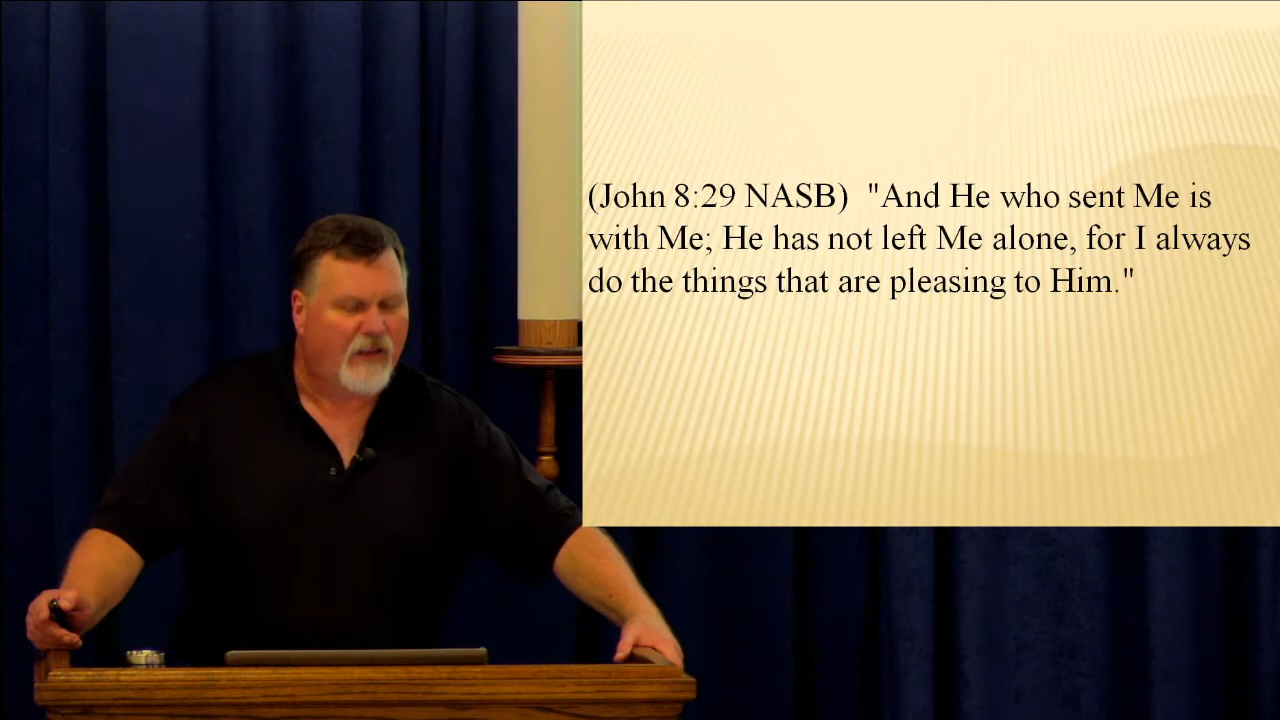 (John 8:29 NASB)  "And He who sent Me is
with Me; He has not left Me alone, for I always
do the things that are pleasing to Him."